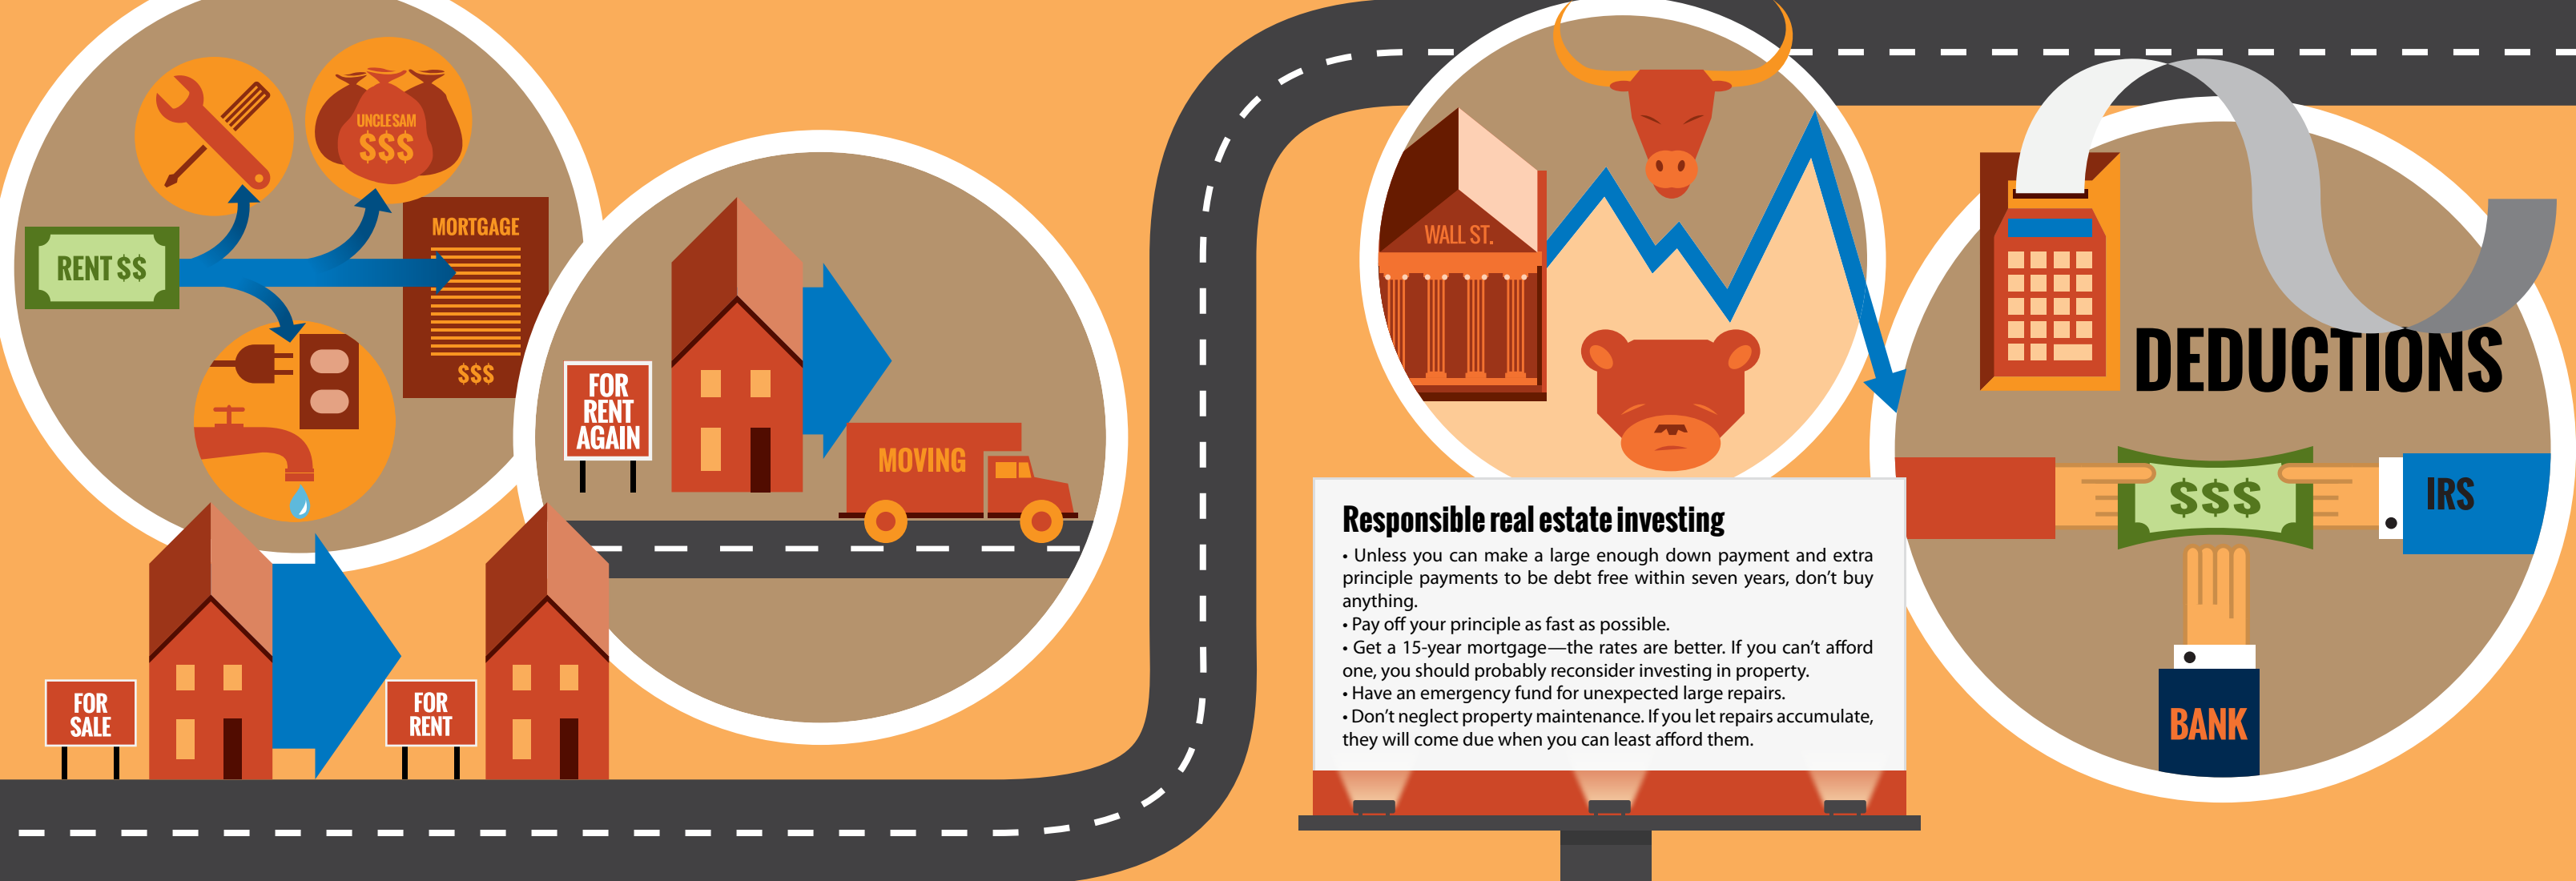 UNCLE SAM
$$$
MORTGAGE
RENT $$
$$$
FOR
RENT
AGAIN
MOVING
FOR
SALE
FOR
RENT
WALL ST.
DEDUCTIONS
$$$
IRS
BANK
Responsible real estate investing
• Unless you can make a large enough down payment and extra
principle payments to be debt free within seven years, don’t buy
anything.
• Pay off your principle as fast as possible.
• Get a 15-year mortgage—the rates are better. If you can’t afford
one, you should probably reconsider investing in property.
• Have an emergency fund for unexpected large repairs.
• Don’t neglect property maintenance. If you let repairs accumulate,
they will come due when you can least afford them.